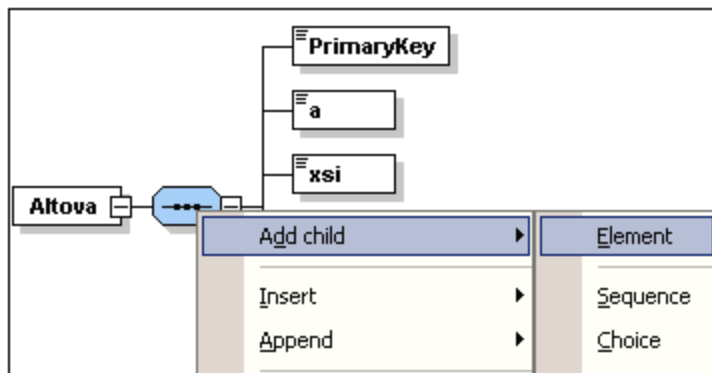 PrimaryKey
a
xsi
Altova
Add child
Element
Insert
Sequence
Append
Choice